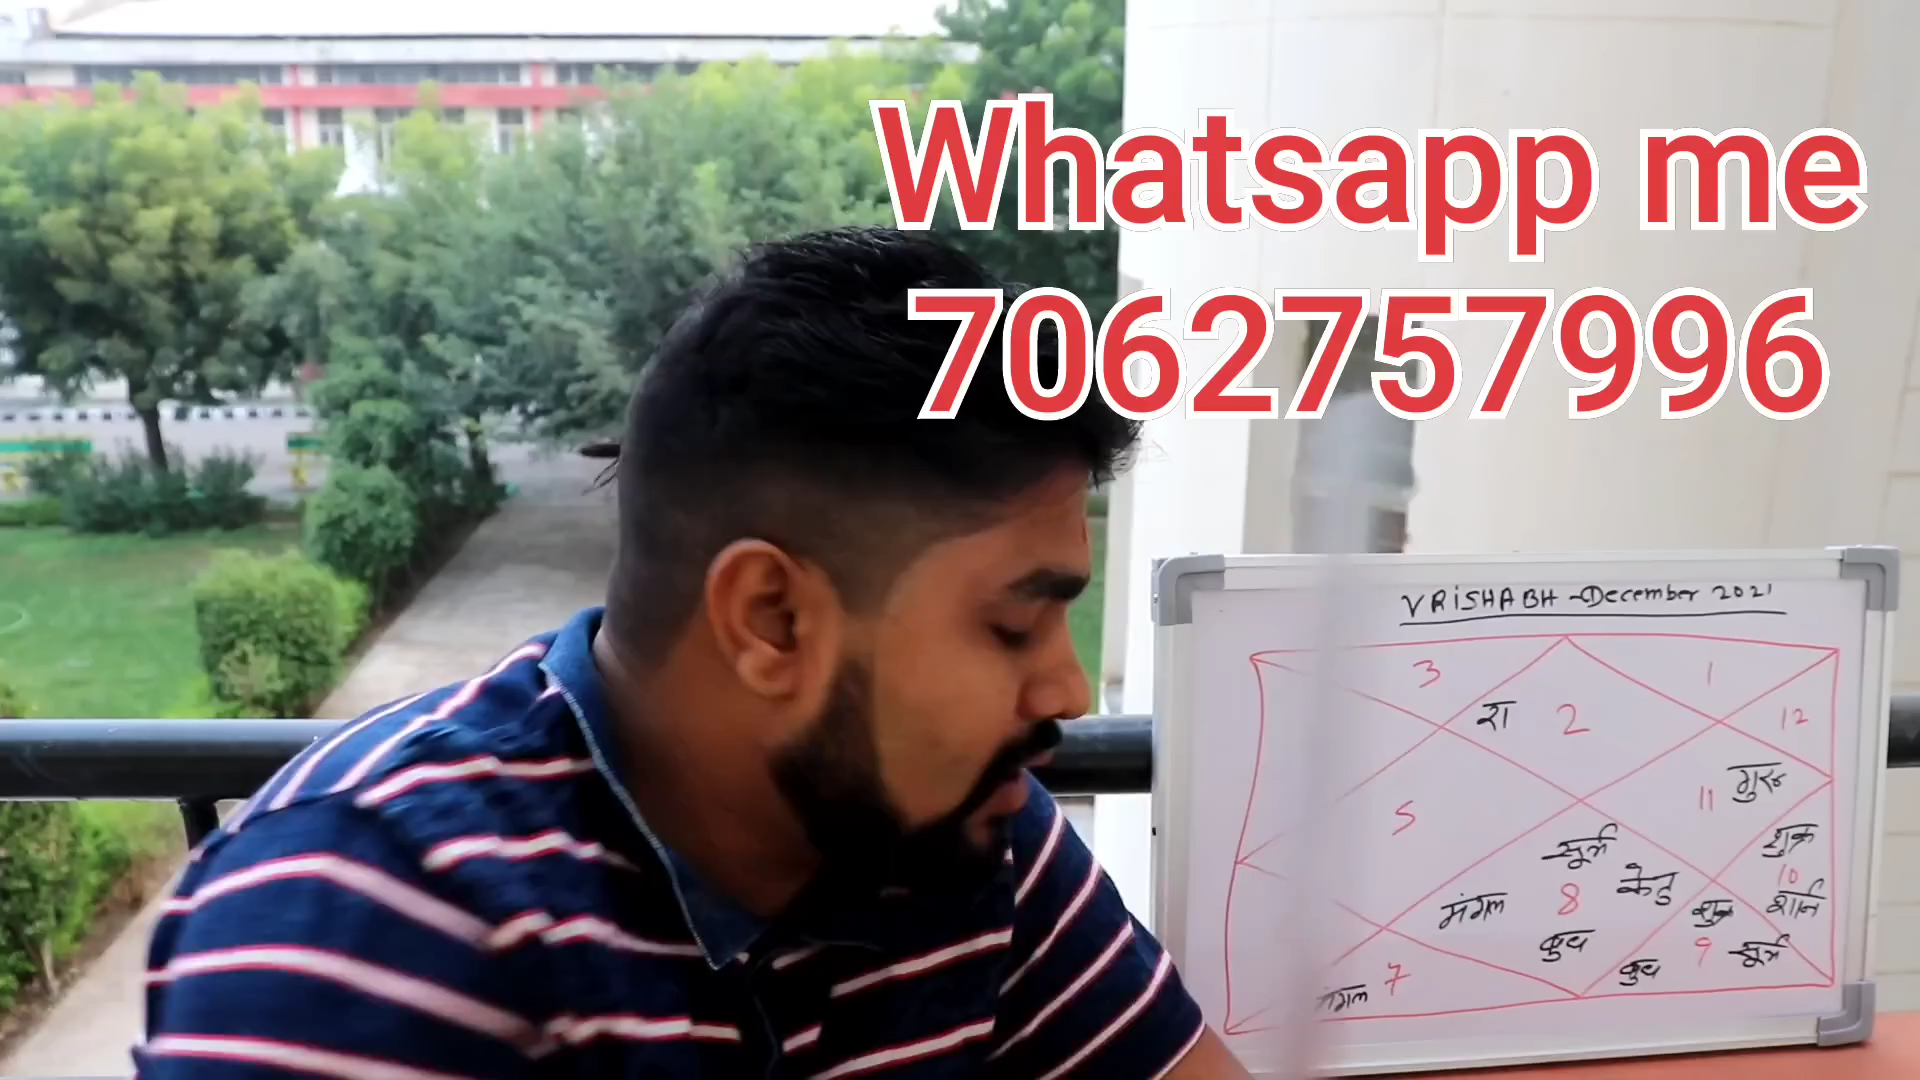 Whatsapp me
7062757996
VRISHABH - December 2021
3
1
रा
2
12
गुरु
5
11
सूर्य
शुक्र
केतु
10
मंगल
8
शनि
शुक्र
बुध
9
सूर्य
बुध
7